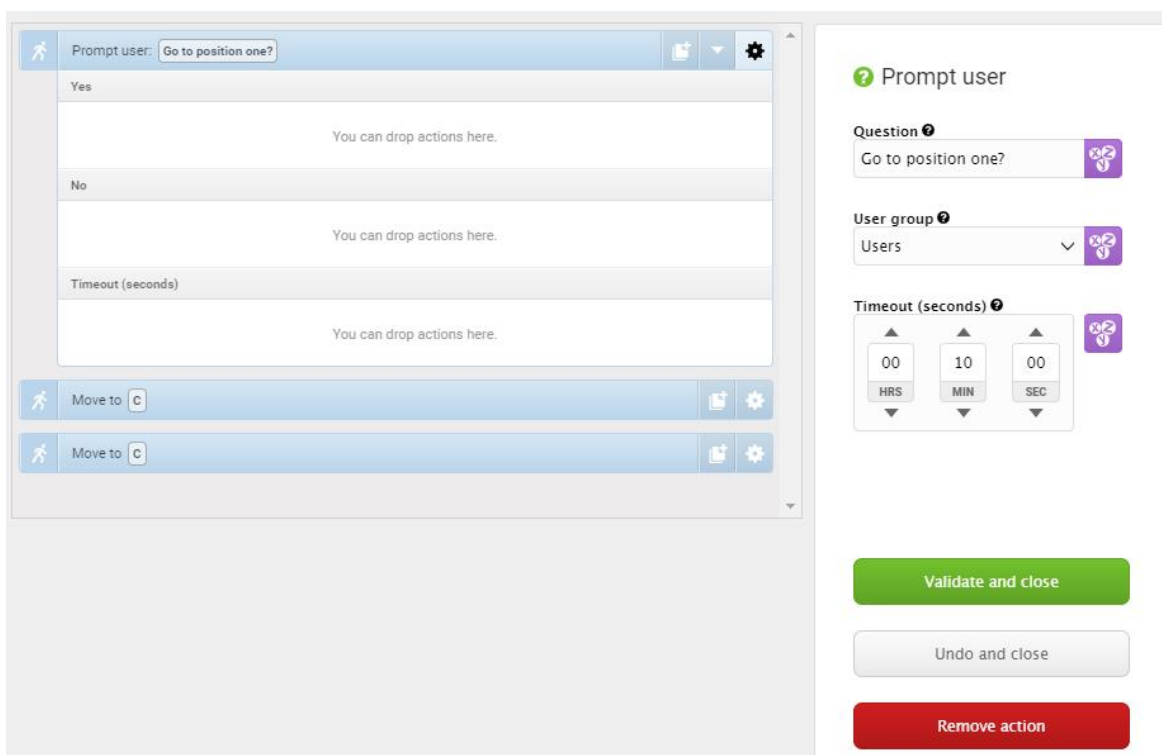 Prompt user: Go to position one?
Yes
You can drop actions here.
No
You can drop actions here.
Timeout (seconds)
You can drop actions here.
Move to C
Move to C
Prompt user
Question
Go to position one?
User group
Users
Timeout (seconds)
00 10 00
HRS MIN SEC
Validate and close
Undo and close
Remove action